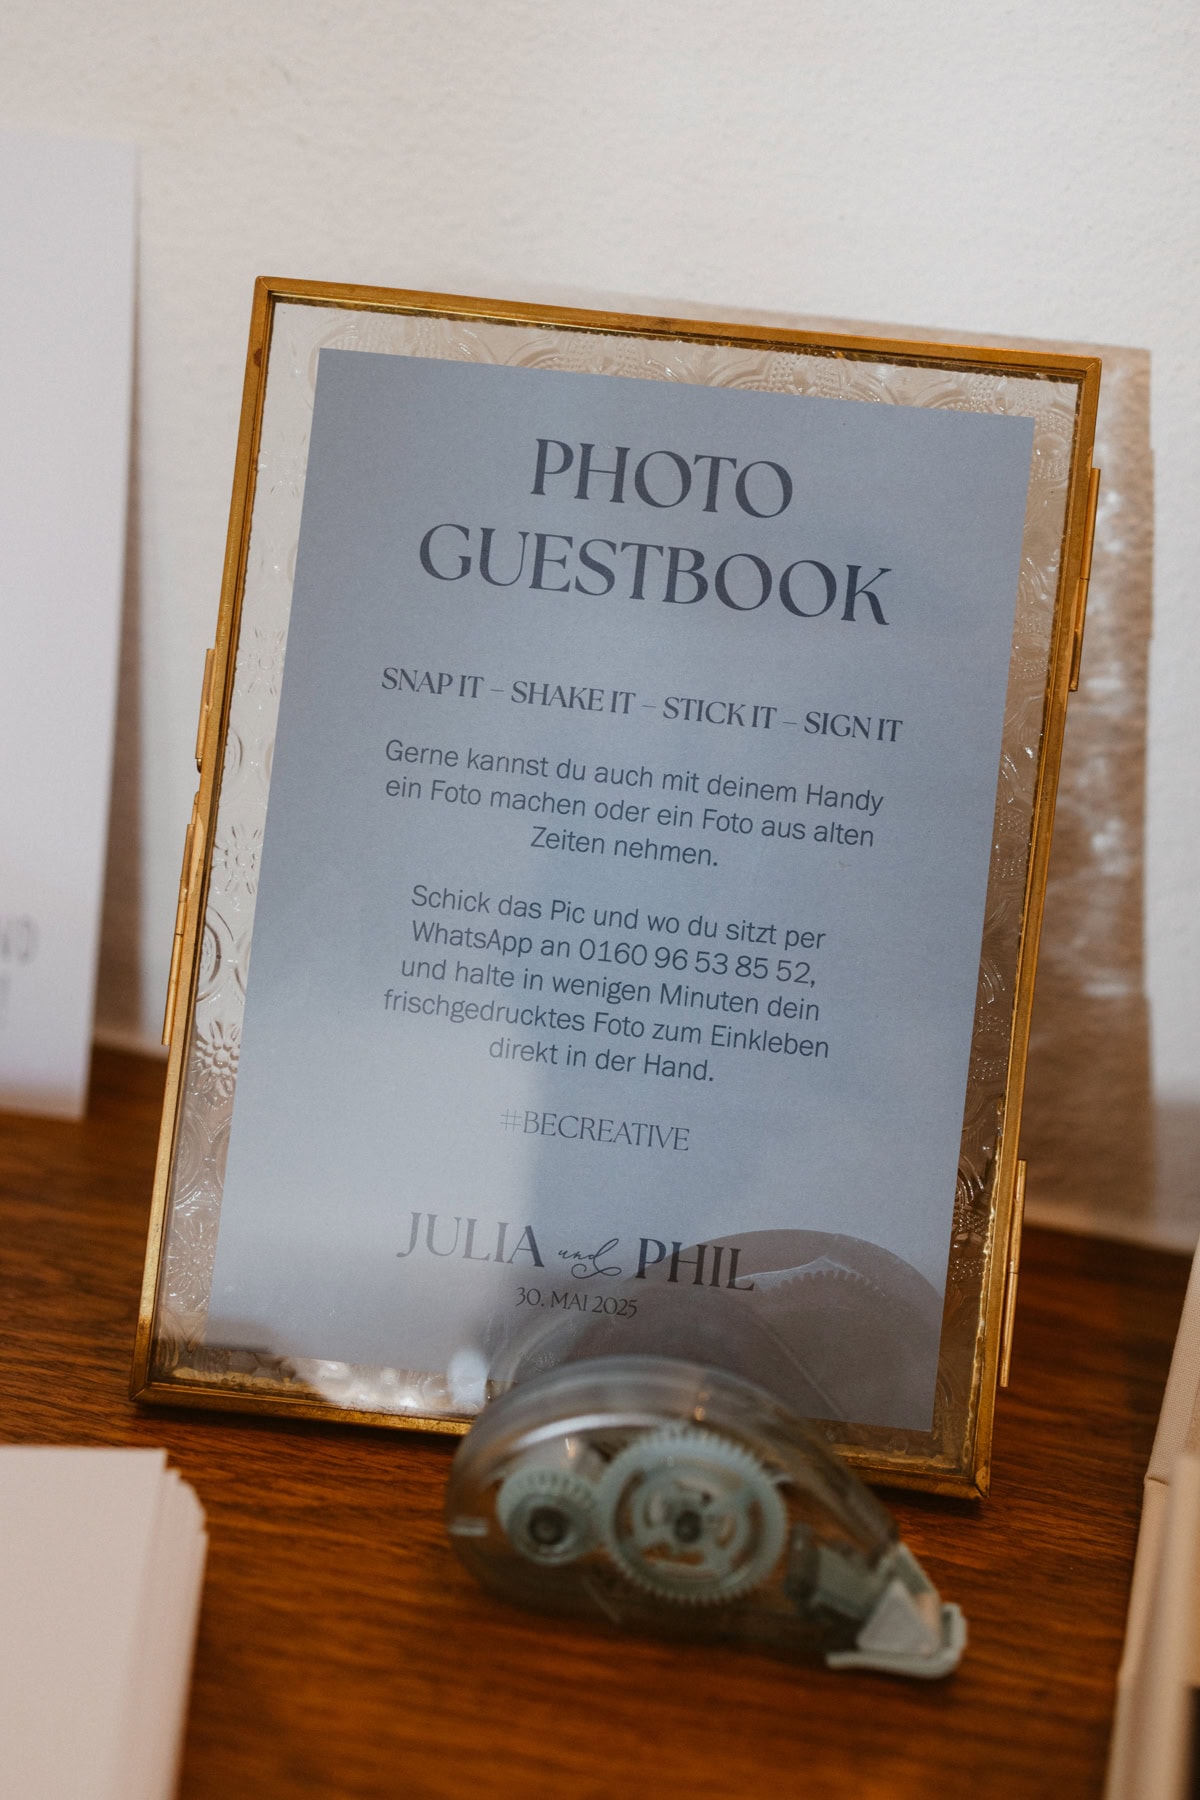 PHOTO
GUESTBOOK
SNAP IT – SHAKE IT – STICK IT – SIGN IT
Gerne kannst du auch mit deinem Handy
ein Foto machen oder ein Foto aus alten
Zeiten nehmen.
Schick das Pic und wo du sitzt per
WhatsApp an 0160 96 53 85 52,
und halte in wenigen Minuten dein
frischgedrucktes Foto zum Einkleben
direkt in der Hand.
#BECREATIVE
JULIA und PHIL
30. MAI 2025